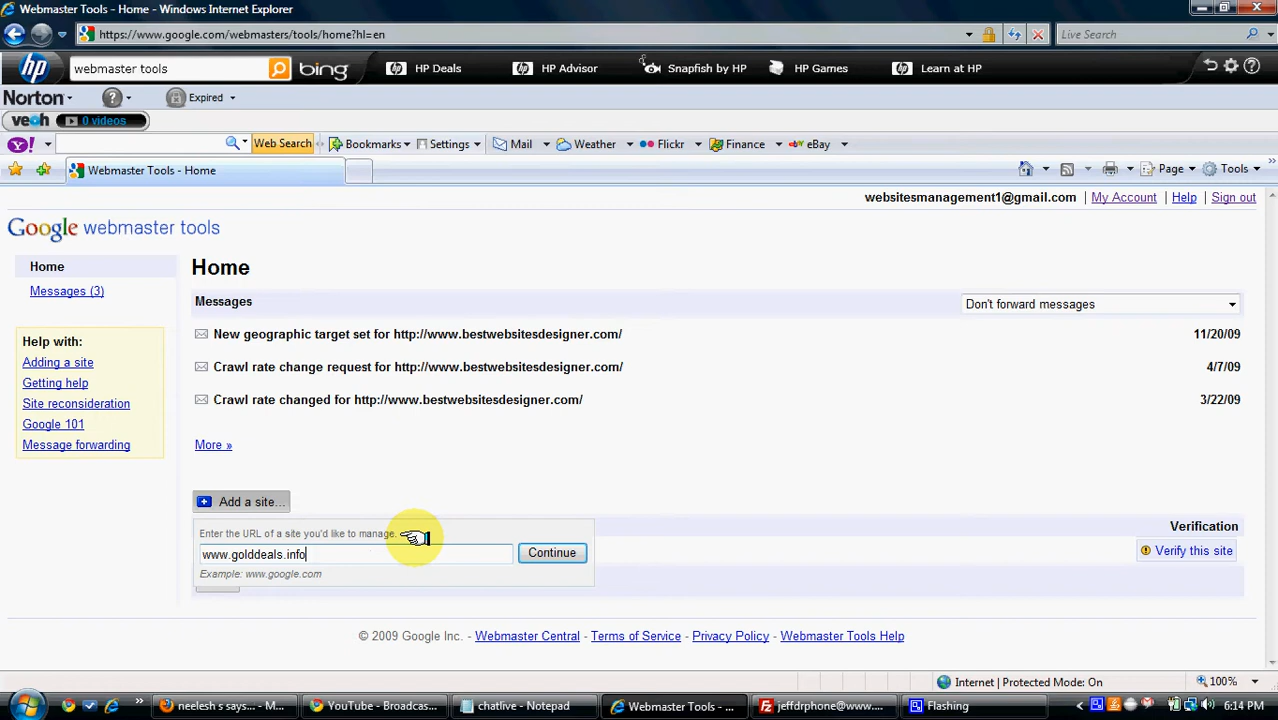 Webmaster Tools - Home - Windows Internet Explorer
https://www.google.com/webmasters/tools/home?hl=en
Live Search
hp
webmaster tools
bing
HP Deals
HP Advisor
Snapfish by HP
HP Games
Learn at HP
Norton
Expired
veoh
0 videos
Y!
Web Search
Bookmarks
Settings
Mail
Weather
Flickr
Finance
eBay
Webmaster Tools - Home
Page
Tools
websitesmanagement1@gmail.com | My Account | Help | Sign out
Google webmaster tools
Home
Messages (3)
Help with:
Adding a site
Getting help
Site reconsideration
Google 101
Message forwarding
Home
Messages
Don't forward messages
New geographic target set for http://www.bestwebsitesdesigner.com/ 11/20/09
Crawl rate change request for http://www.bestwebsitesdesigner.com/ 4/7/09
Crawl rate changed for http://www.bestwebsitesdesigner.com/ 3/22/09
More »
Add a site...
Enter the URL of a site you'd like to manage.
www.golddeals.info
Continue
Example: www.google.com
Verification
Verify this site
© 2009 Google Inc. - Webmaster Central - Terms of Service - Privacy Policy - Webmaster Tools Help
Internet | Protected Mode: On
100%
neelesh s says... - M...
YouTube - Broadcas...
chatlive - Notepad
Webmaster Tools - ...
jeffdrphone@www....
Flashing
6:14 PM